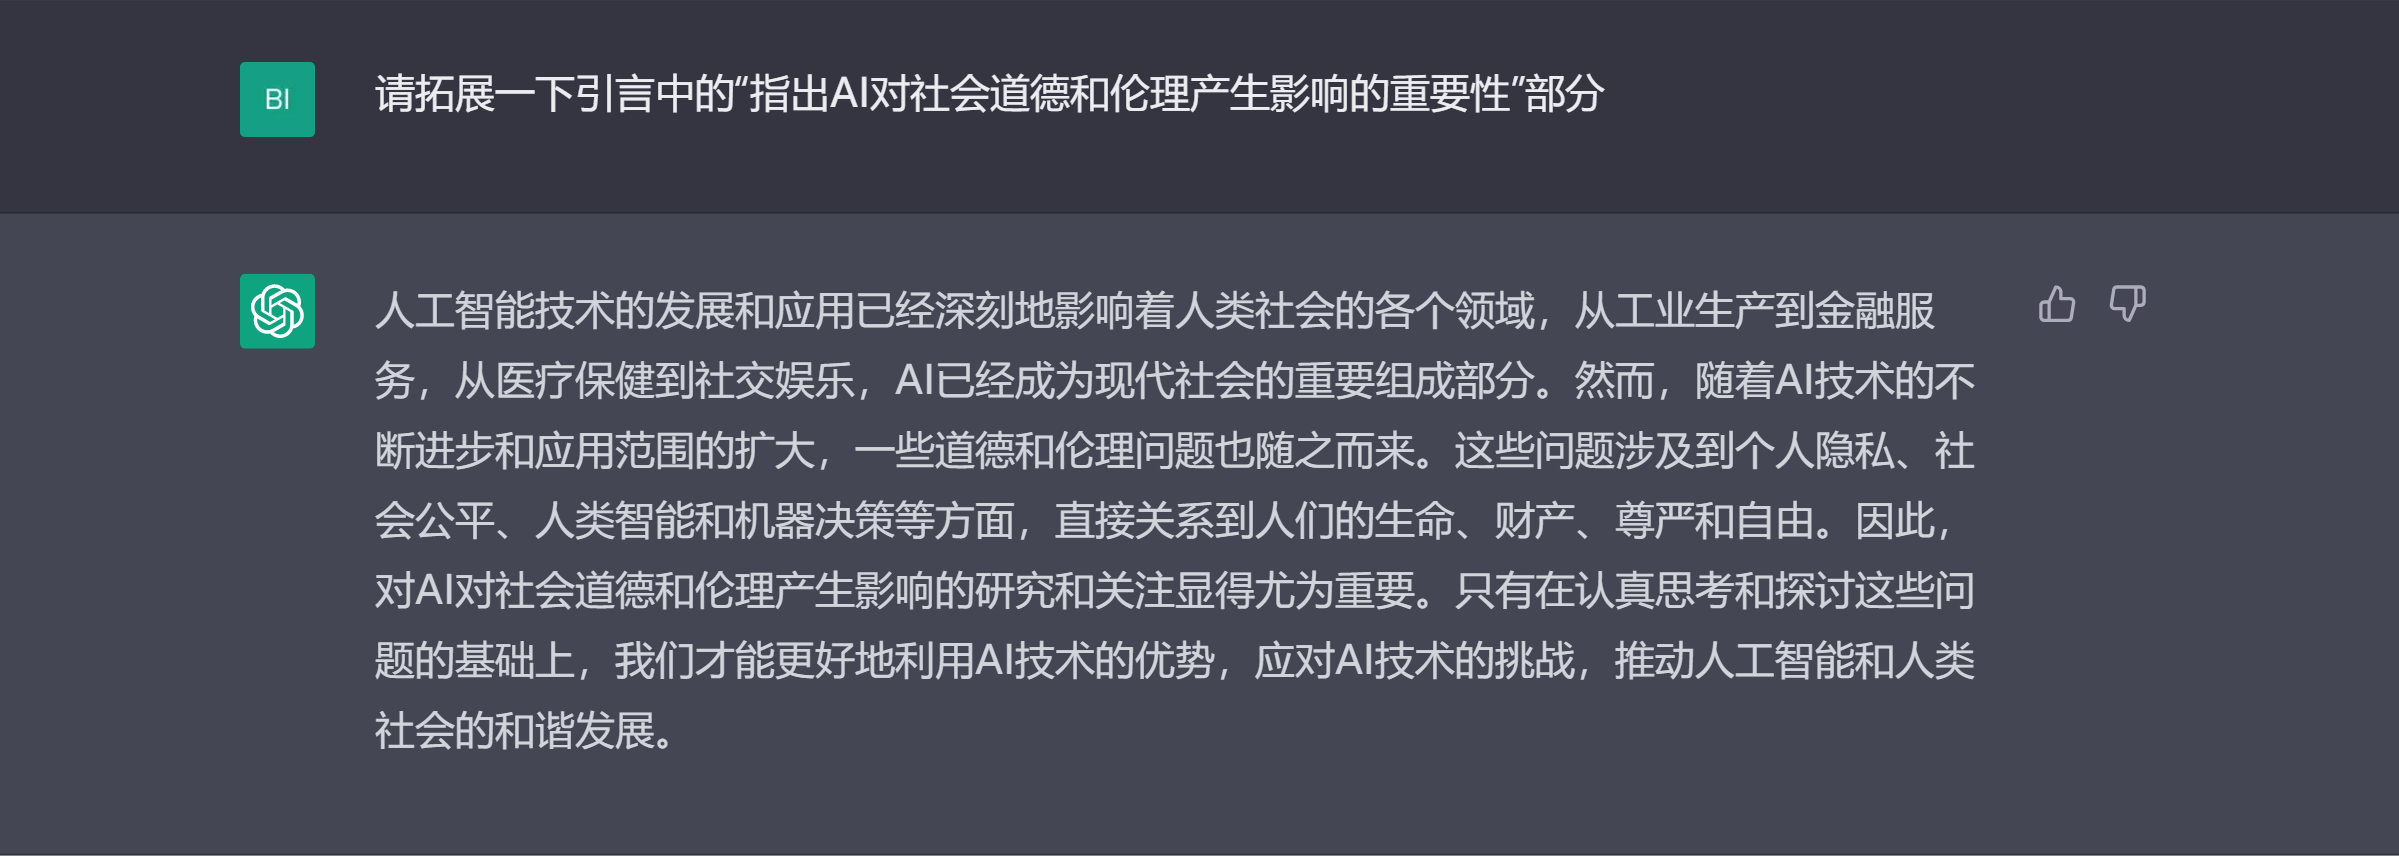 BI
请拓展一下引言中的“指出AI对社会道德和伦理产生影响的重要性”部分
人工智能技术的发展和应用已经深刻地影响着人类社会的各个领域，从工业生产到金融服
务，从医疗保健到社交娱乐，AI已经成为现代社会的重要组成部分。然而，随着AI技术的不
断进步和应用范围的扩大，一些道德和伦理问题也随之而来。这些问题涉及到个人隐私、社
会公平、人类智能和机器决策等方面，直接关系到人们的生命、财产、尊严和自由。因此，
对AI对社会道德和伦理产生影响的研究和关注显得尤为重要。只有在认真思考和探讨这些问
题的基础上，我们才能更好地利用AI技术的优势，应对AI技术的挑战，推动人工智能和人类
社会的和谐发展。